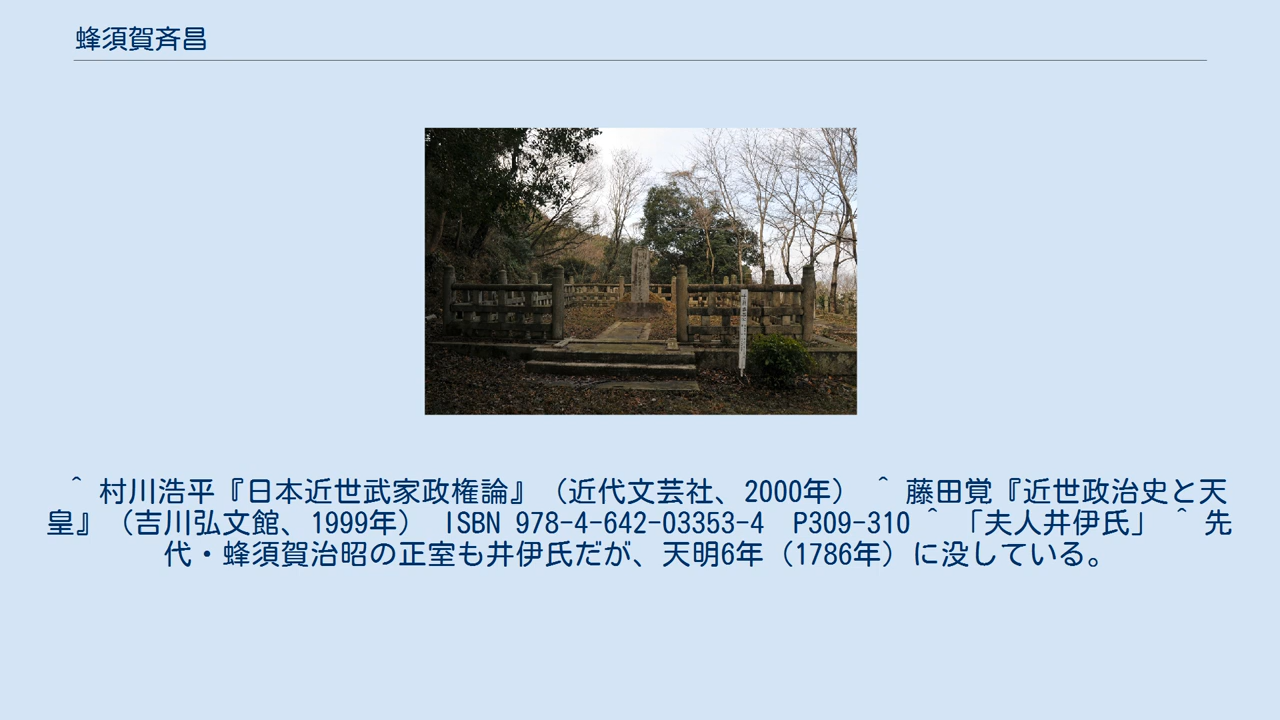 蜂須賀斉昌
^ 村川浩平『日本近世武家政権論』（近代文芸社、2000年） ^ 藤田覚『近世政治史と天
皇』（吉川弘文館、1999年） ISBN 978-4-642-03353-4  P309-310 ^ 「夫人井伊氏」 ^ 先
代・蜂須賀治昭の正室も井伊氏だが、天明6年（1786年）に没している。